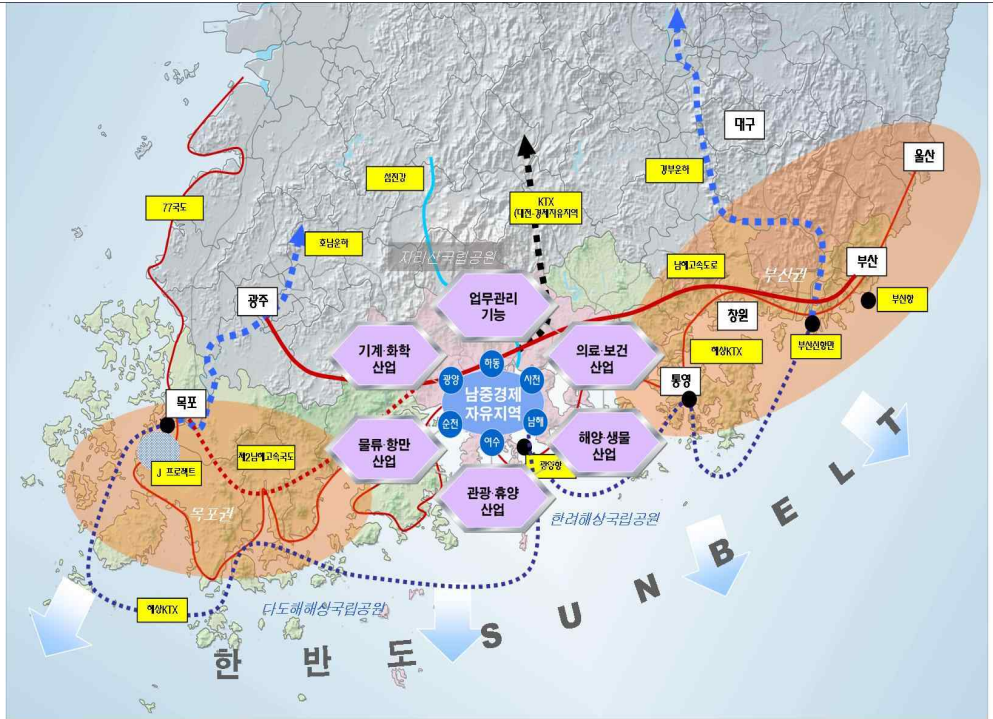 대구
울산
섬진강
경부운하
77국도
KTX
(대전-경제자유지역
호남운하
지리산국립공원
남해고속도로
부산권
부산
광주
업무관리
기능
부산항
창원
기계·화학
산업
의료·보건
산업
해상KTX
부산신항만
하동
광양
사천
통영
남중경제
자유지역
목포
순천
남해
여수
물류·항만
산업
해양·생물
산업
제2남해고속국도
J 프로젝트
광양항
관광·휴양
산업
목포권
한려해상국립공원
해상KTX
다도해해상국립공원
한 반 도 S U N B E L T